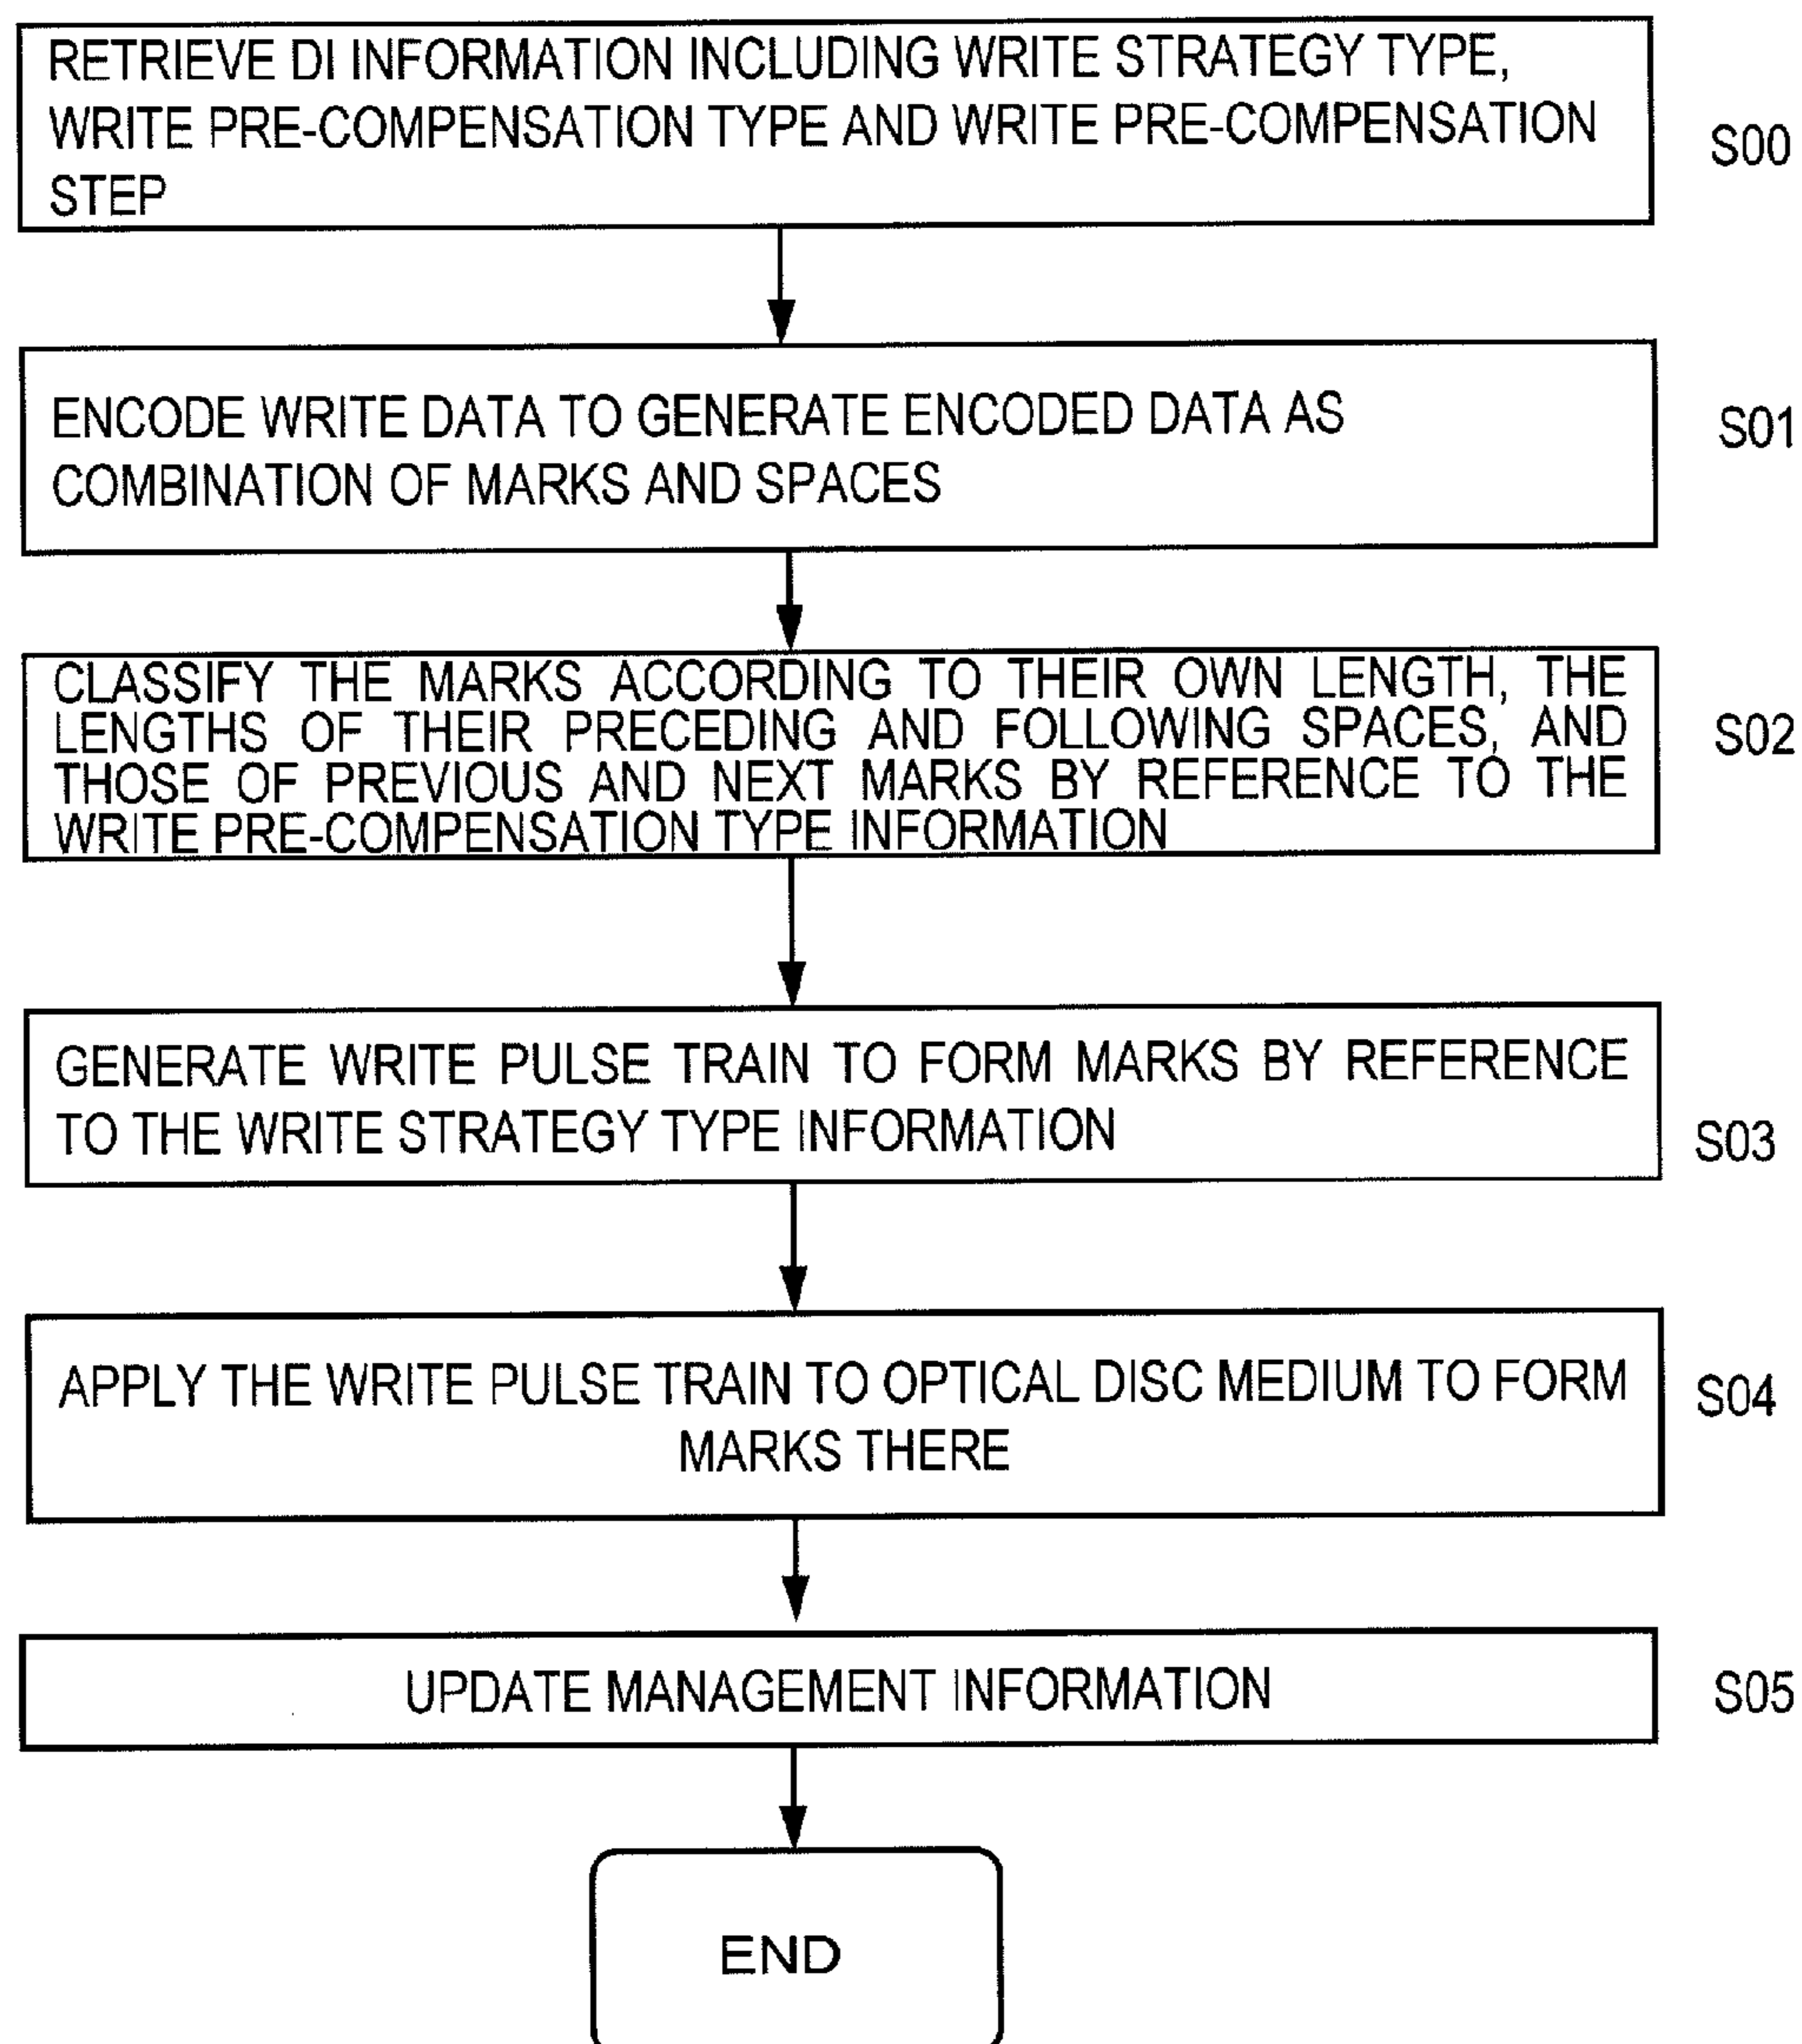 RETRIEVE DI INFORMATION INCLUDING WRITE STRATEGY TYPE,
WRITE PRE-COMPENSATION TYPE AND WRITE PRE-COMPENSATION
STEP
S00
ENCODE WRITE DATA TO GENERATE ENCODED DATA AS
COMBINATION OF MARKS AND SPACES
S01
CLASSIFY THE MARKS ACCORDING TO THEIR OWN LENGTH, THE
LENGTHS OF THEIR PRECEDING AND FOLLOWING SPACES, AND
THOSE OF PREVIOUS AND NEXT MARKS BY REFERENCE TO THE
WRITE PRE-COMPENSATION TYPE INFORMATION
S02
GENERATE WRITE PULSE TRAIN TO FORM MARKS BY REFERENCE
TO THE WRITE STRATEGY TYPE INFORMATION
S03
APPLY THE WRITE PULSE TRAIN TO OPTICAL DISC MEDIUM TO FORM
MARKS THERE
S04
UPDATE MANAGEMENT INFORMATION
S05
END